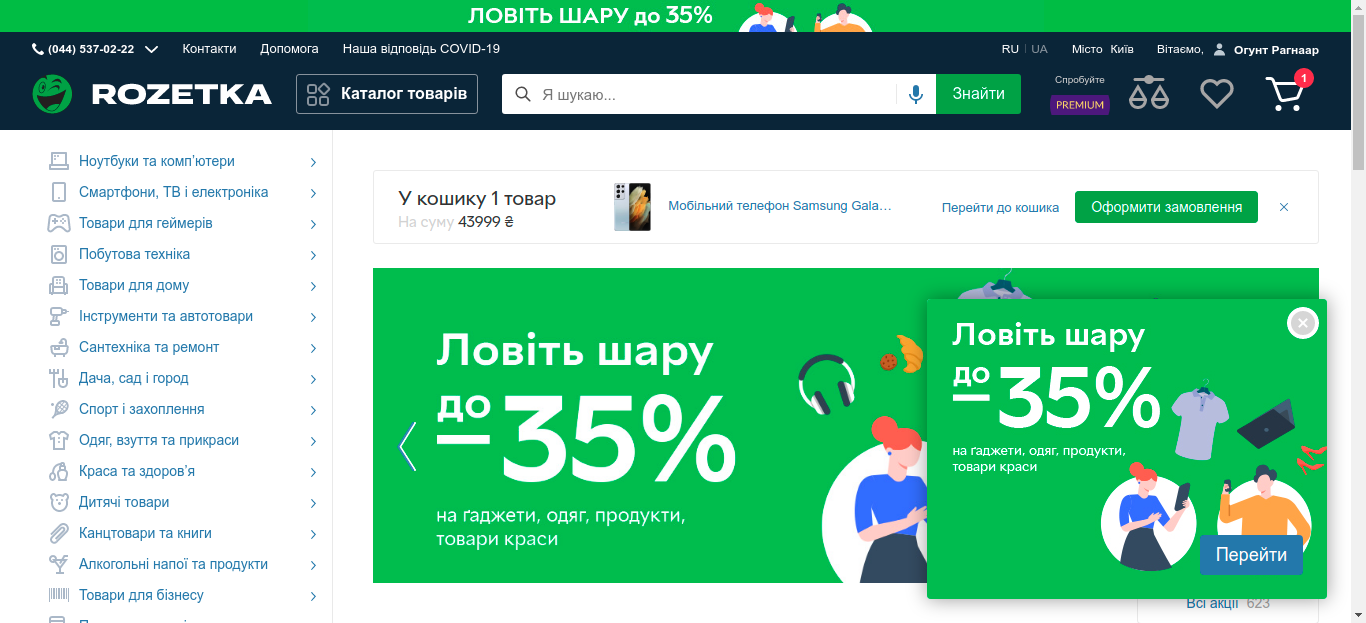 ЛОВІТЬ ШАРУ до 35%
(044) 537-02-22 Контакти Допомога Наша відповідь COVID-19 RU UA Місто Київ Вітаємо, Огунт Рагнаар
ROZETKA Каталог товарів Я шукаю... Знайти Спробуйте 1
PREMIUM
Ноутбуки та комп'ютери
Смартфони, ТВ і електроніка
Товари для геймерів
Побутова техніка
Товари для дому
Інструменти та автотовари
Сантехніка та ремонт
Дача, сад і город
Спорт і захоплення
Одяг, взуття та прикраси
Краса та здоров'я
Дитячі товари
Канцтовари та книги
Алкогольні напої та продукти
Товари для бізнесу
У кошику 1 товар
На суму 43999 ₴
Мобільний телефон Samsung Gala...
Перейти до кошика
Оформити замовлення
Ловіть шару
до
–35%
на ґаджети, одяг, продукти,
товари краси
Ловіть шару
до
–35%
на ґаджети, одяг, продукти,
товари краси
Перейти
Всі акції 623